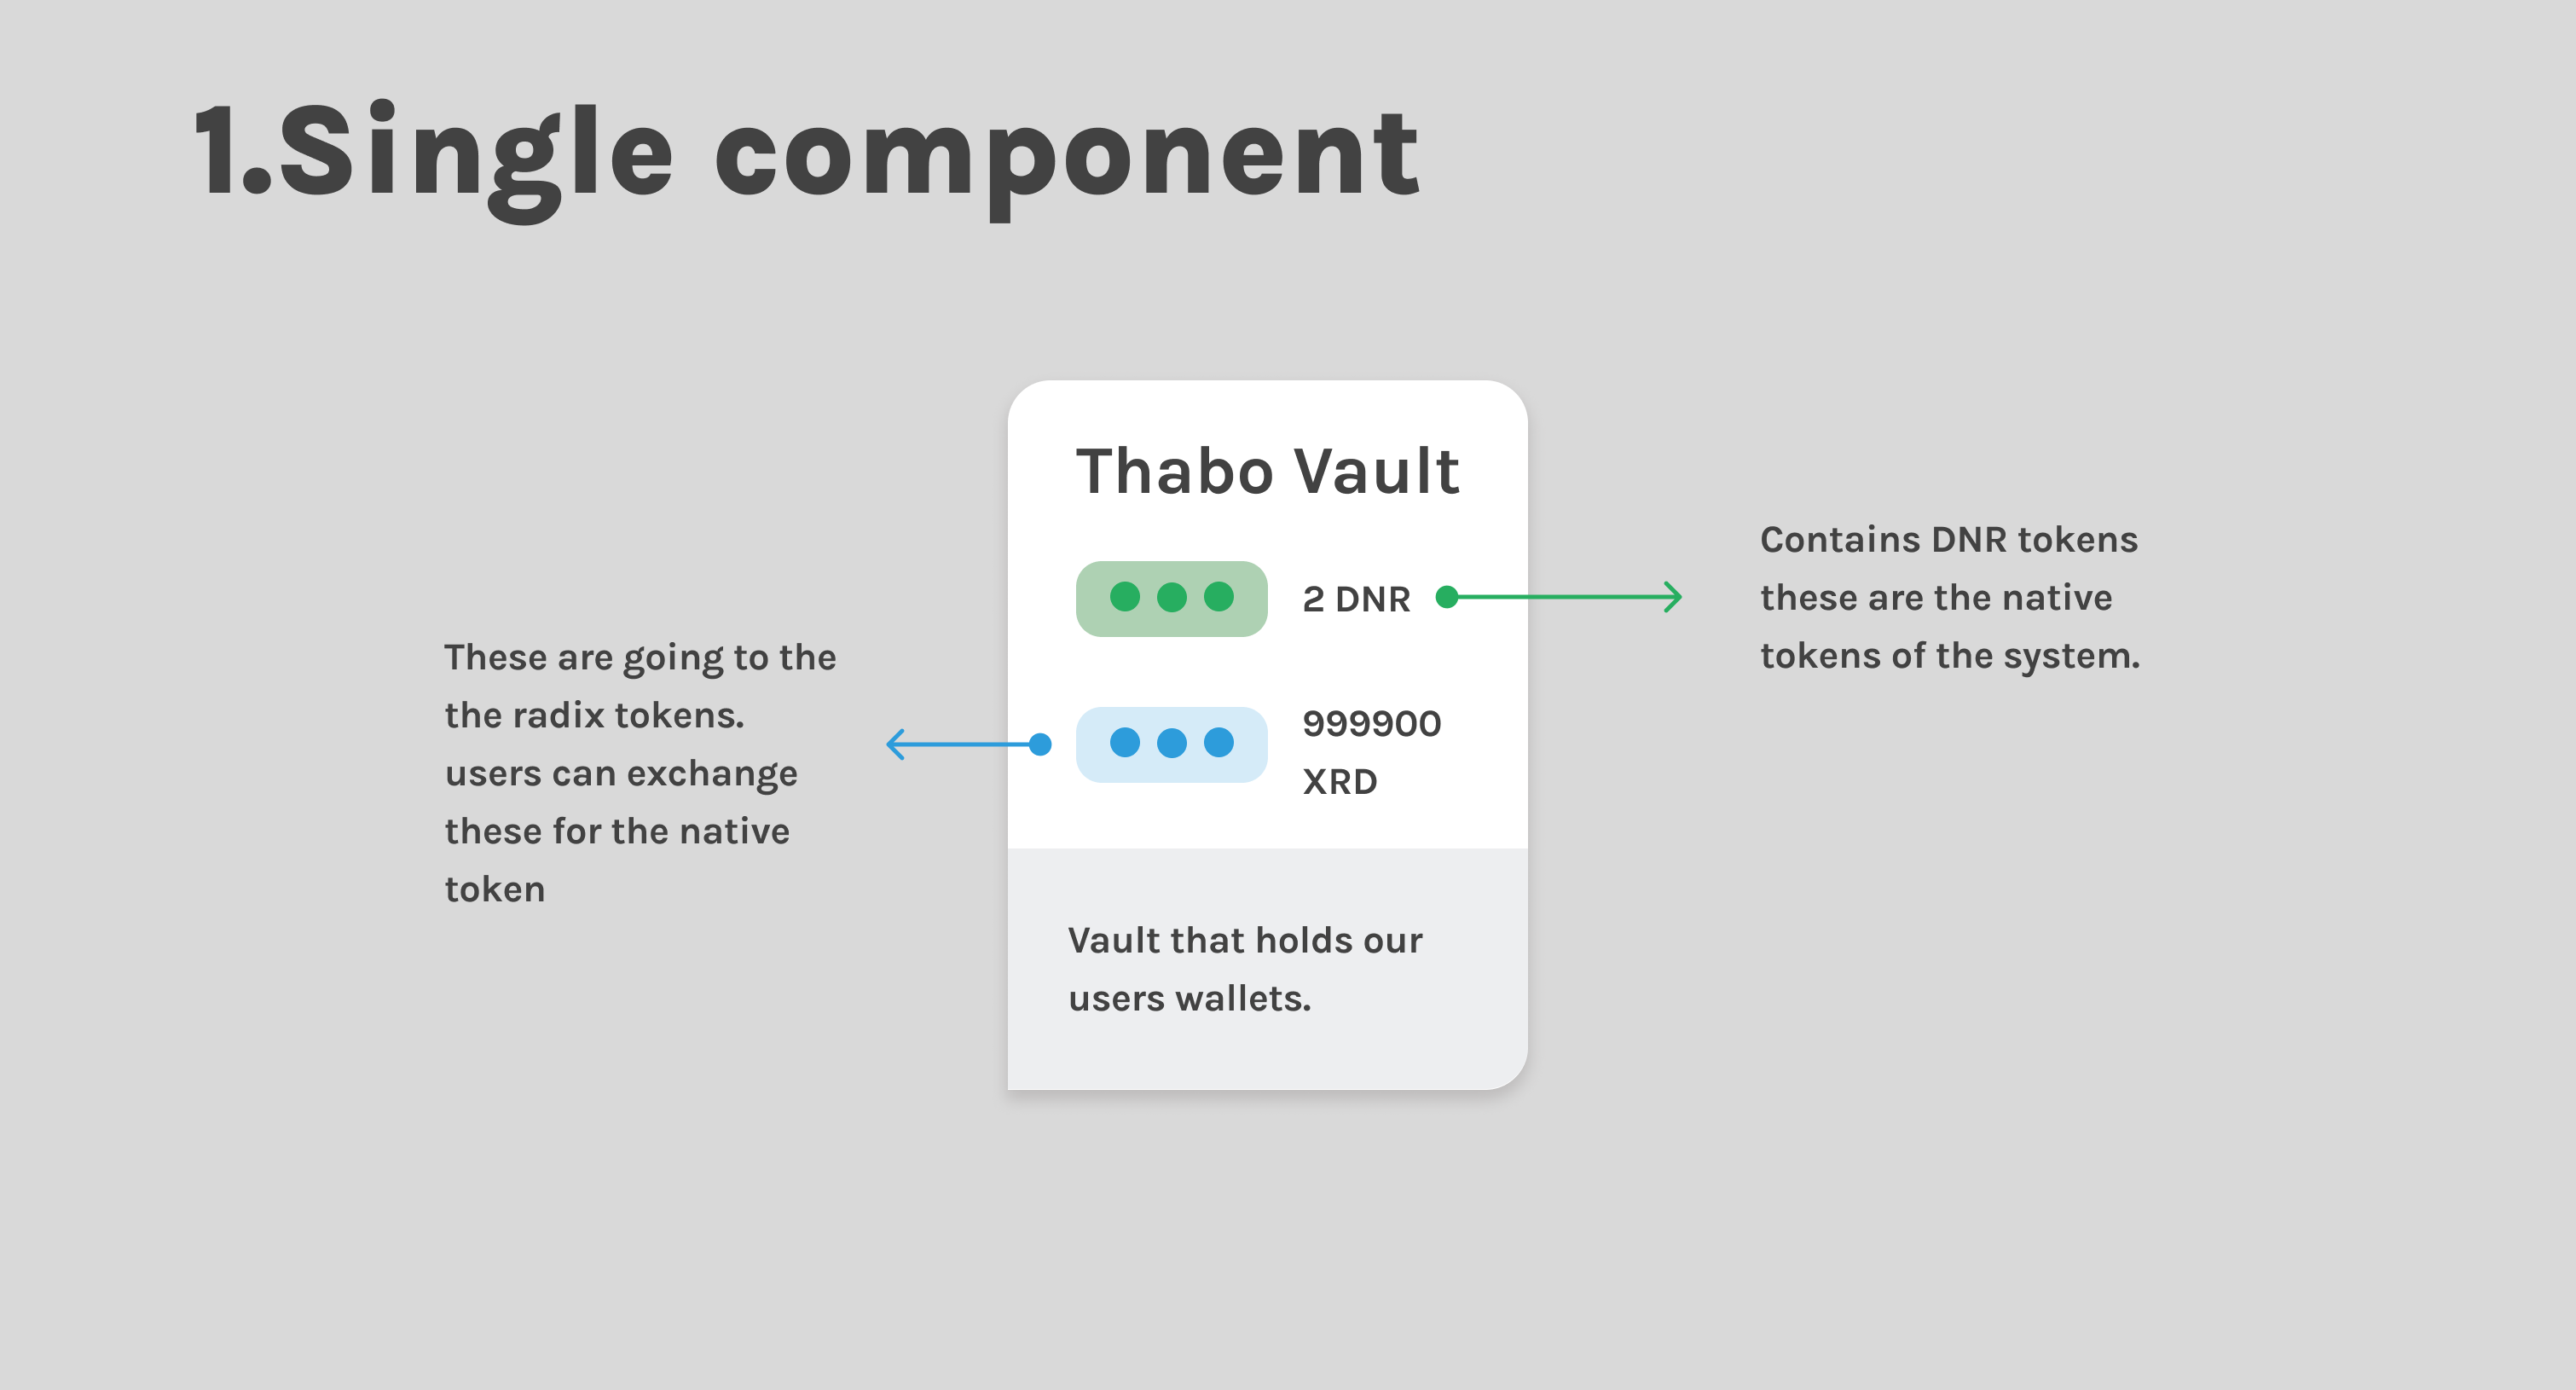 1.Single component
Thabo Vault
2 DNR
999900
XRD
Vault that holds our
users wallets.
These are going to the
the radix tokens.
users can exchange
these for the native
token
Contains DNR tokens
these are the native
tokens of the system.